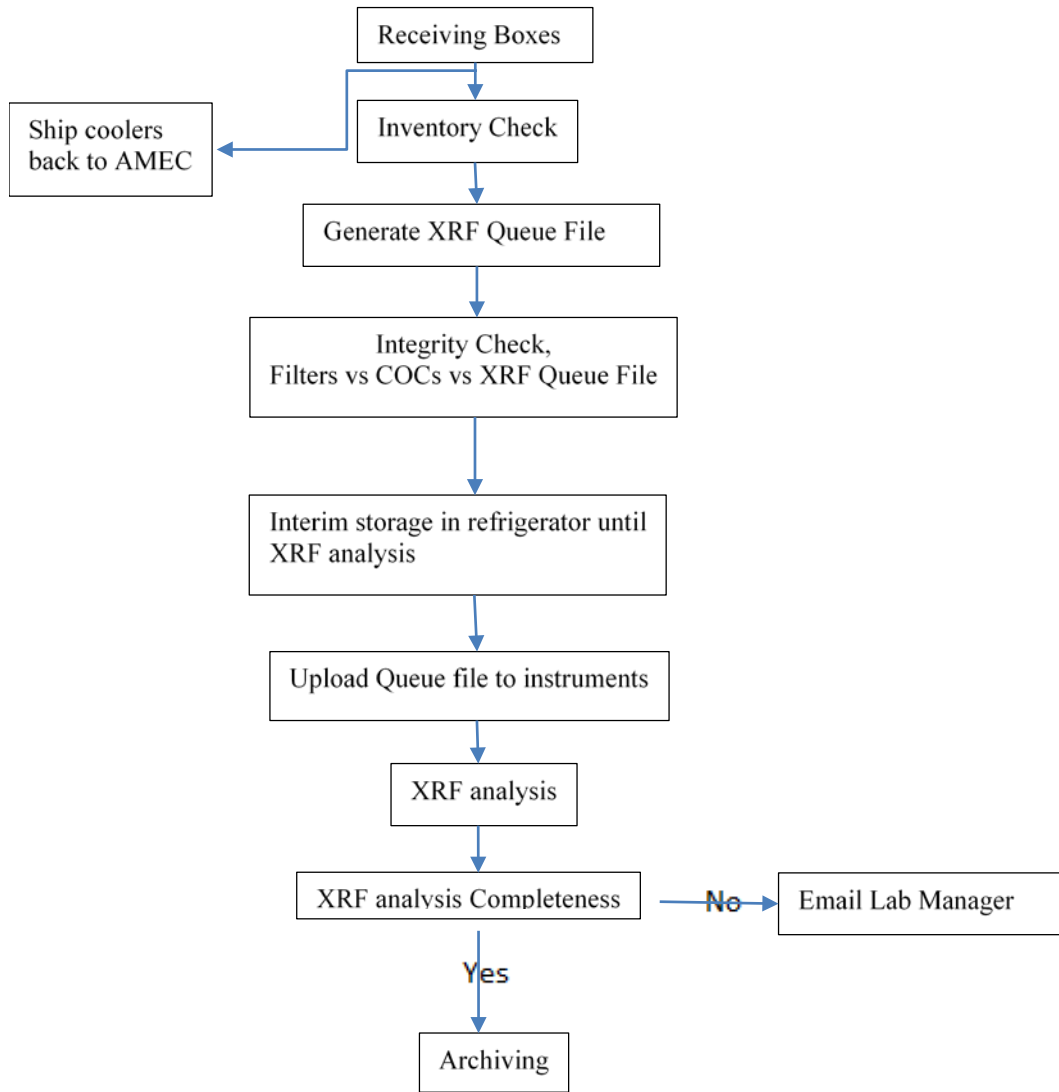 Receiving Boxes
Ship coolers
back to AMEC
Inventory Check
Generate XRF Queue File
Integrity Check,
Filters vs COCs vs XRF Queue File
Interim storage in refrigerator until
XRF analysis
Upload Queue file to instruments
XRF analysis
XRF analysis Completeness
No
Email Lab Manager
Yes
Archiving